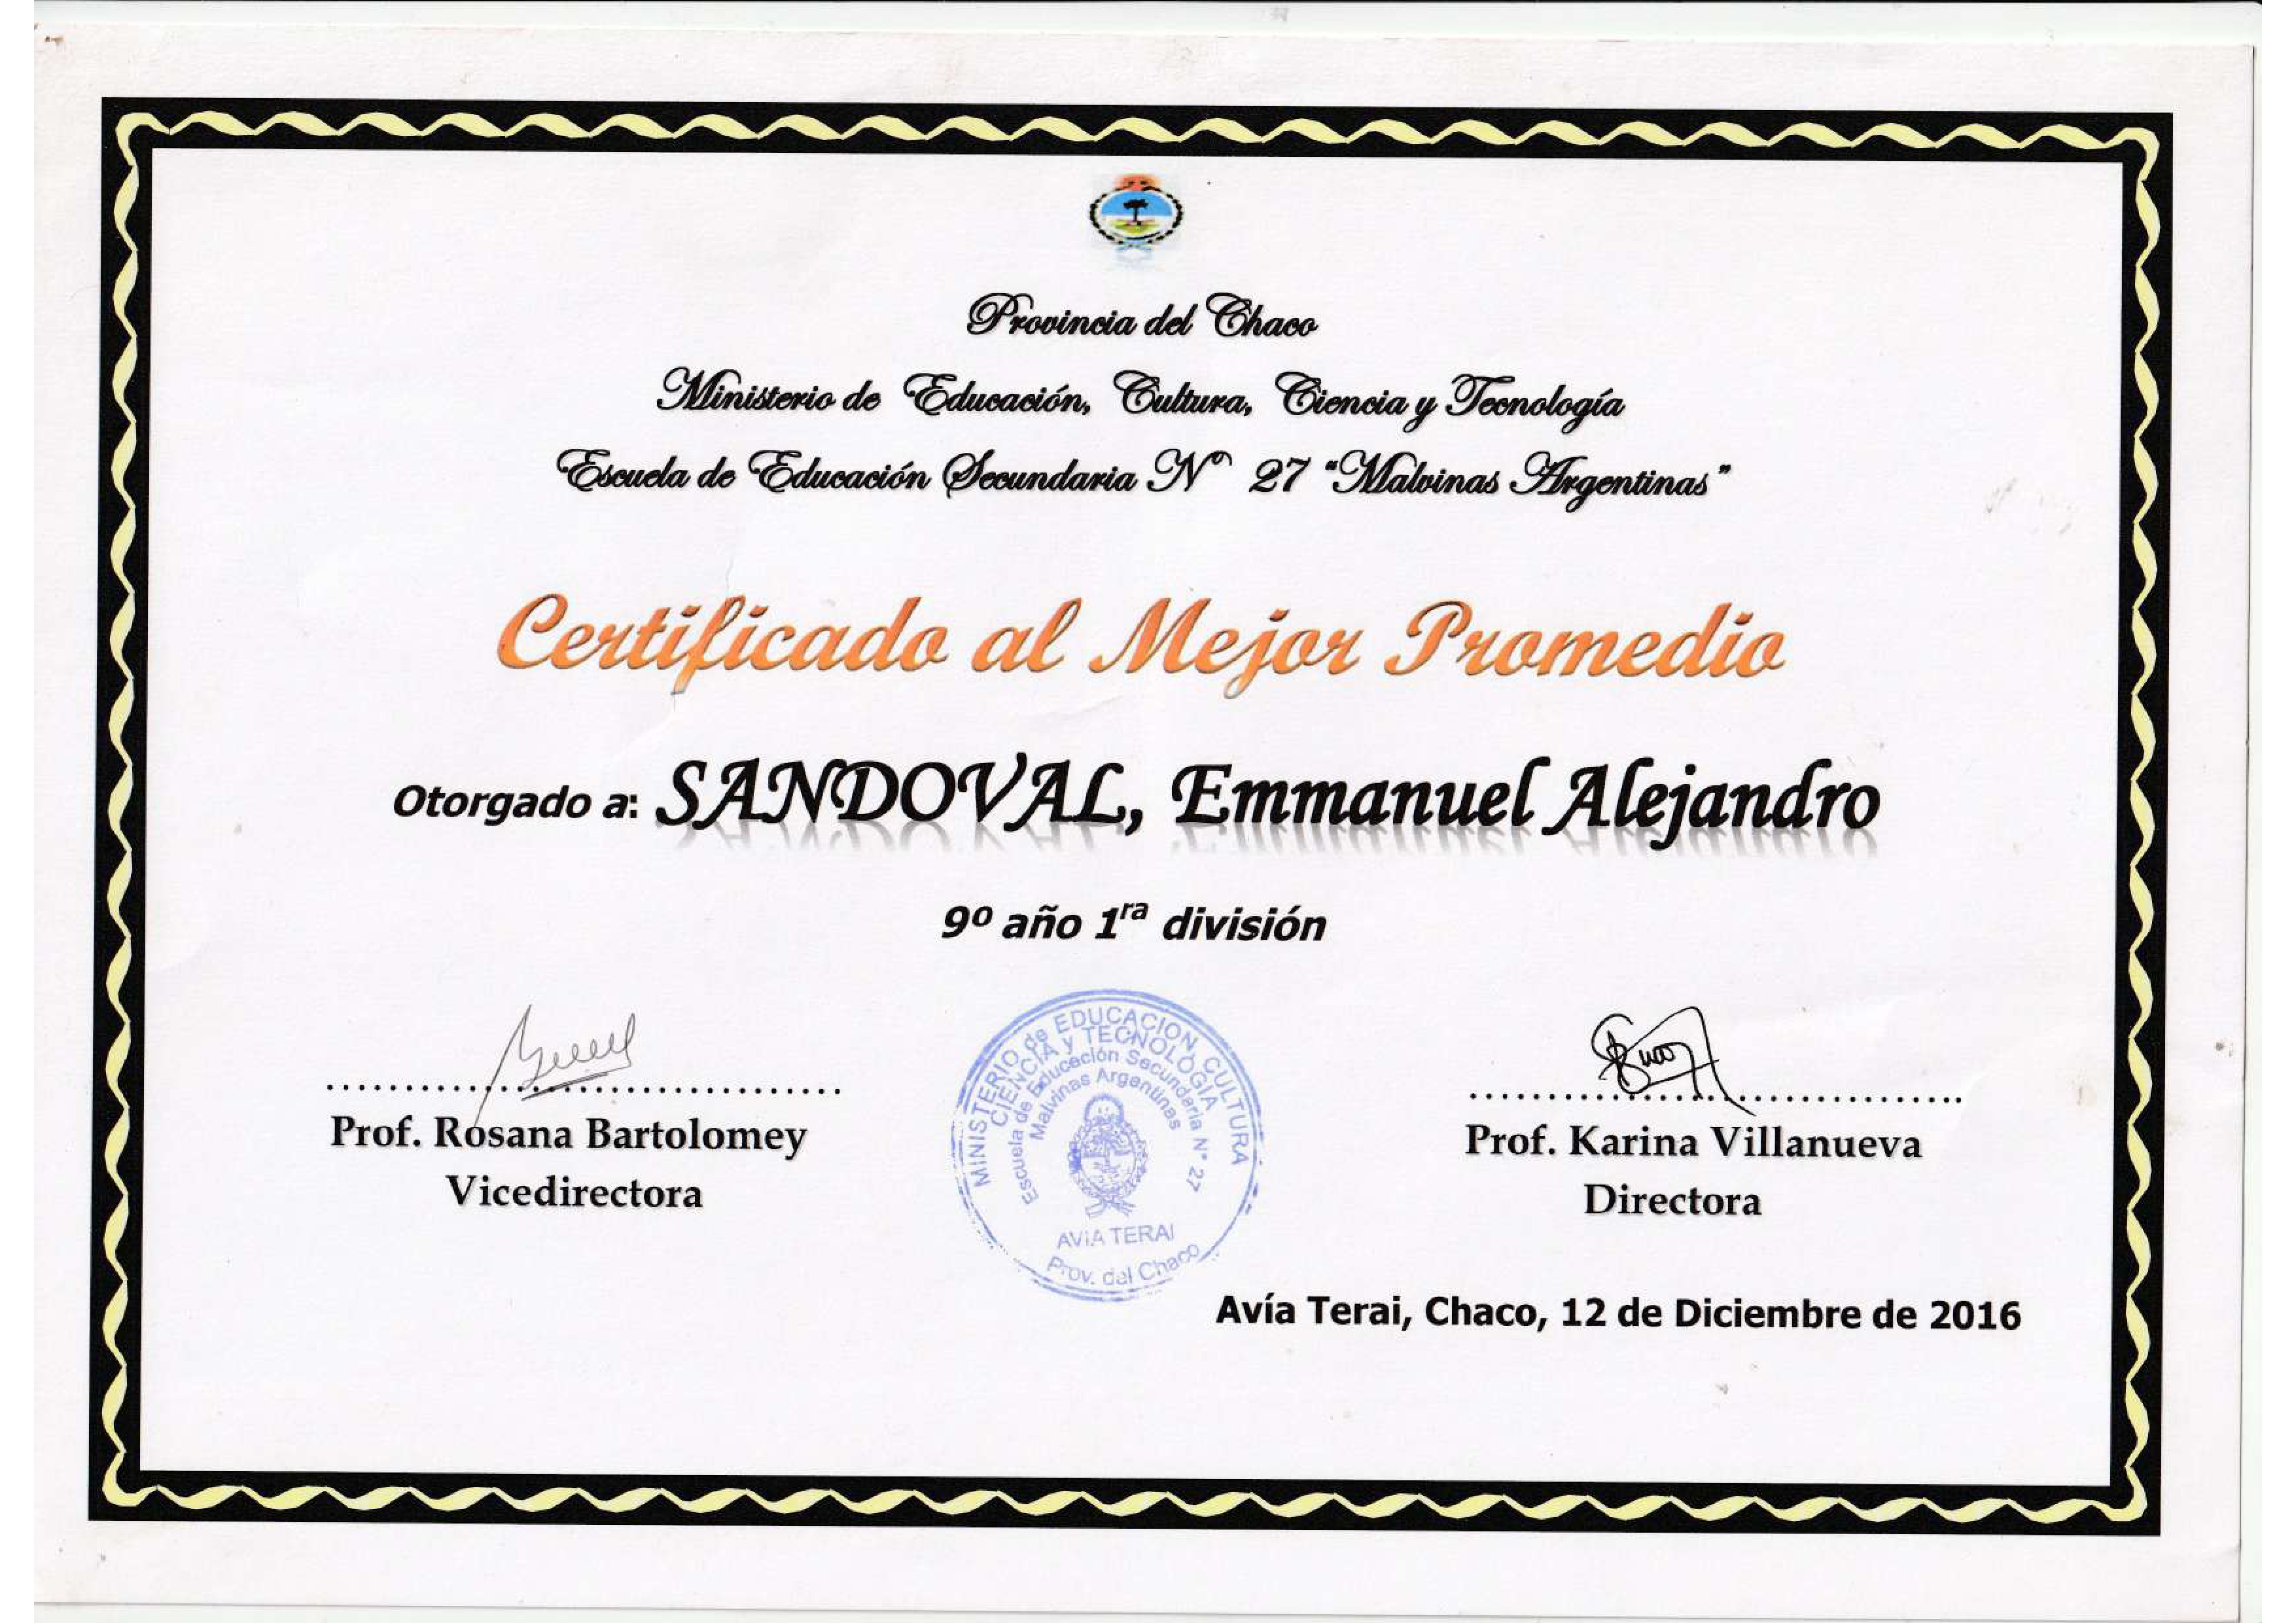 Provincia del Chaco
Ministerio de Educación, Cultura, Ciencia y Tecnología
Escuela de Educación Secundaria Nº 27 "Malvinas Argentinas"
Certificado al Mejor Promedio
Otorgado a: SANDOVAL, Emmanuel Alejandro
9º año 1ra división
MINISTERIO de EDUCACION CULTURA
CIENCIA y TECNOLOGIA
Escuela de Educación Secundaria N° 27
Malvinas Argentinas
AVIA TERAI
Prov. del Chaco
Prof. Rosana Bartolomey
Vicedirectora
Prof. Karina Villanueva
Directora
Avía Terai, Chaco, 12 de Diciembre de 2016